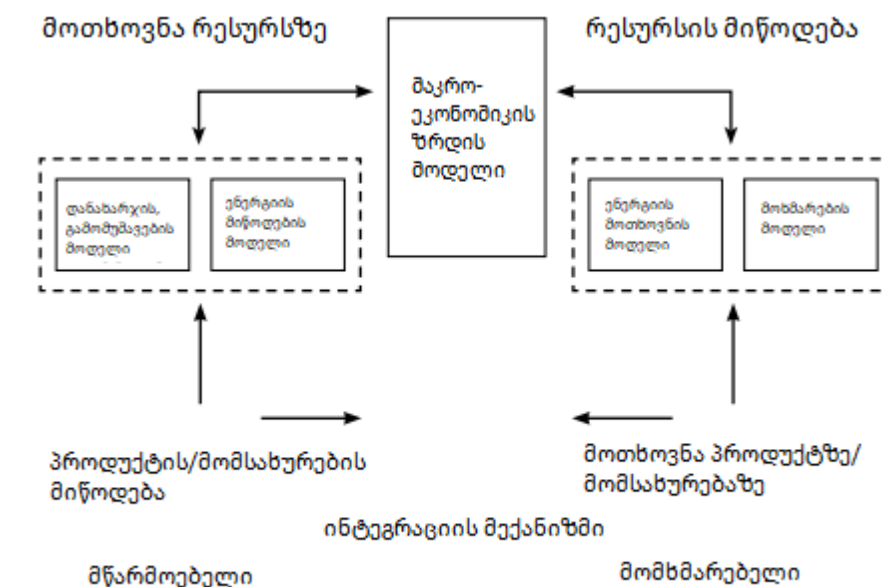 მოთხოვნა რესურსზე
რესურსის მიწოდება
მაკრო-
ეკონომიკის
ზრდის
მოდელი
დანახარჯის,
გამომუშავების
მოდელი
ენერგიის
მიწოდების
მოდელი
ენერგიის
მოთხოვნის
მოდელი
მოხმარების
მოდელი
პროდუქტის/მომსახურების
მიწოდება
მოთხოვნა პროდუქტზე/
მომსახურებაზე
ინტეგრაციის მექანიზმი
მწარმოებელი
მომხმარებელი